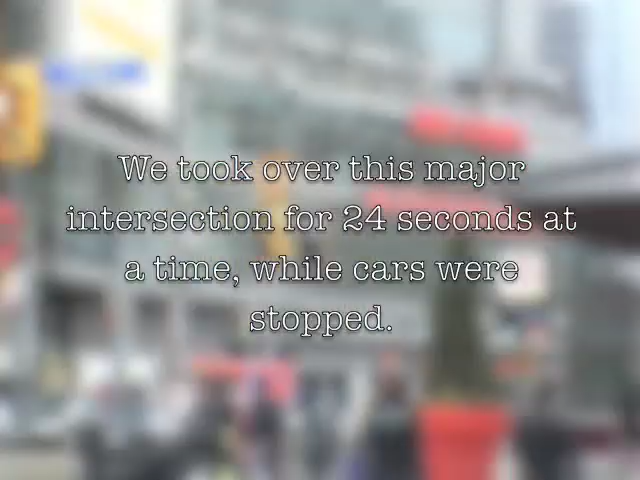 We took over this major
intersection for 24 seconds at
a time, while cars were
stopped.